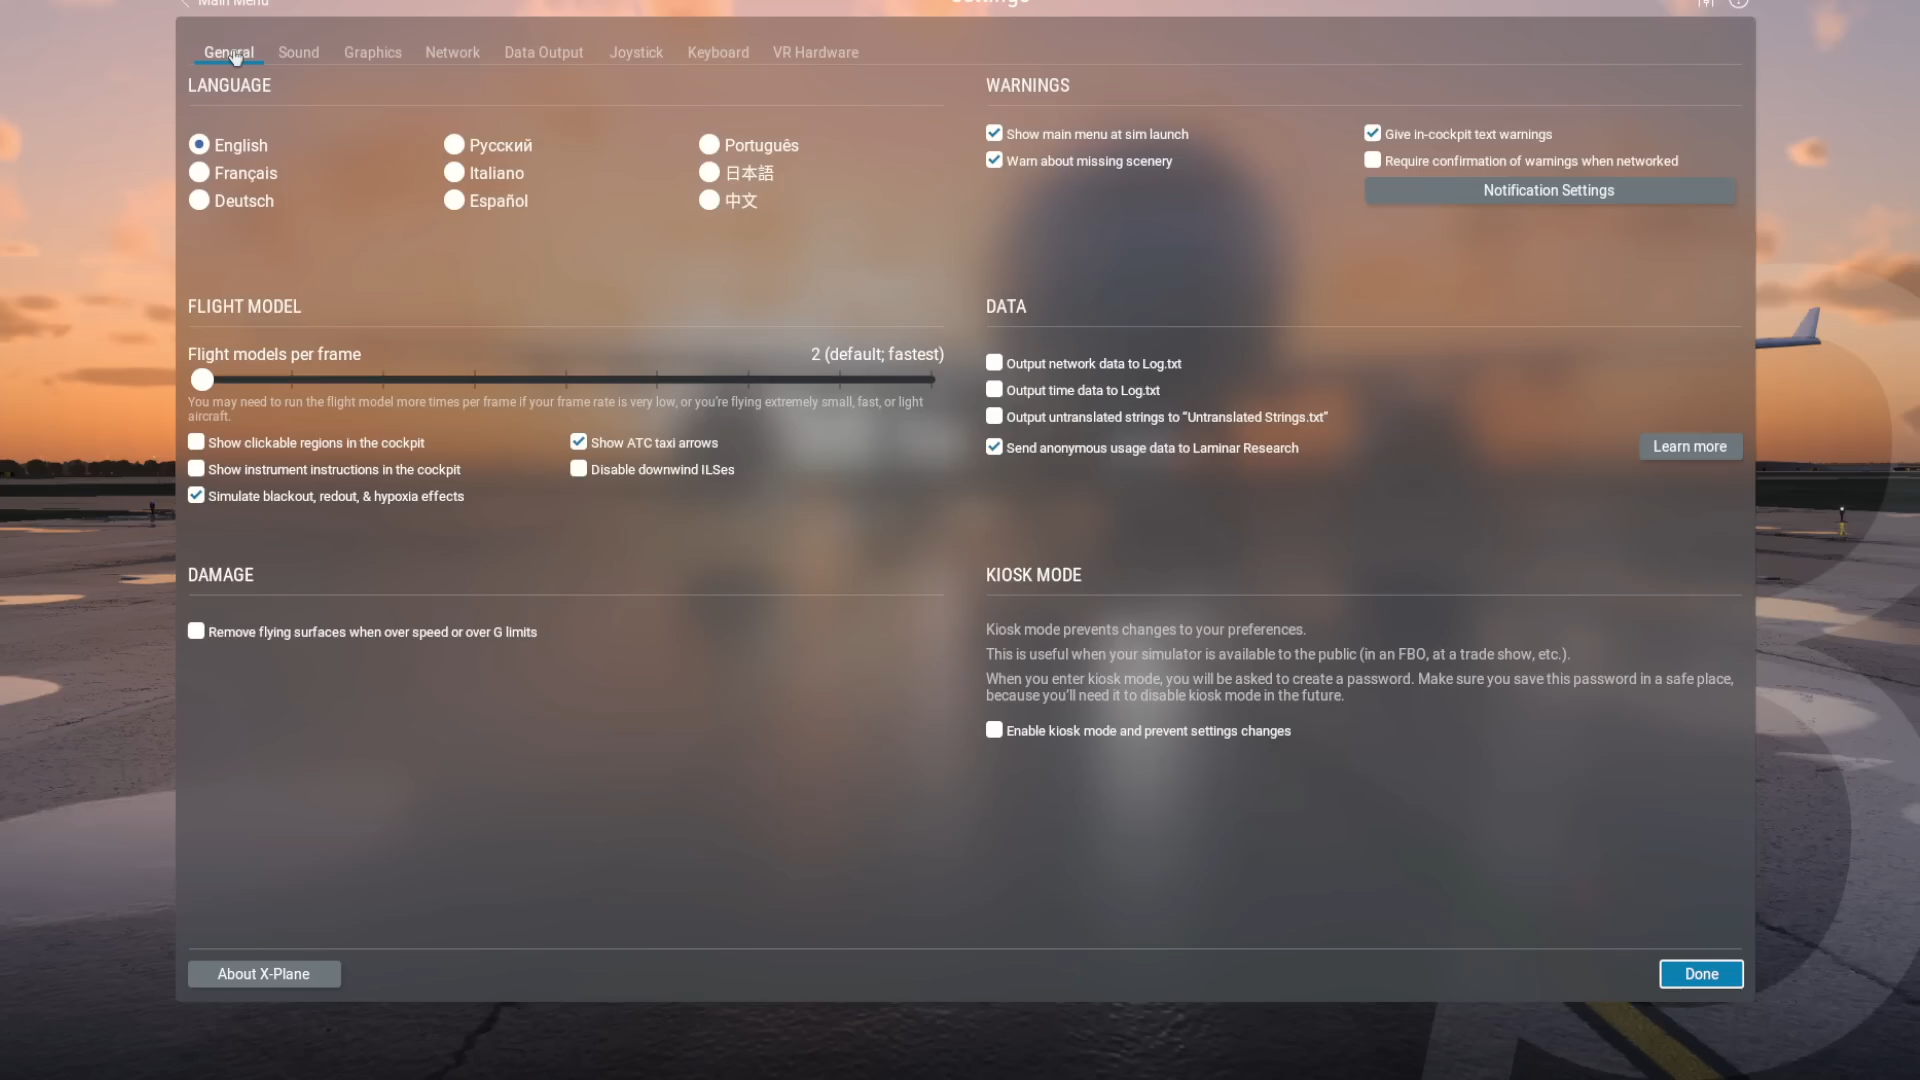 Main Menu
Settings
General Sound Graphics Network Data Output Joystick Keyboard VR Hardware
LANGUAGE
English
Русский
Português
Français
Italiano
日本語
Deutsch
Español
中文
WARNINGS
Show main menu at sim launch
Give in-cockpit text warnings
Warn about missing scenery
Require confirmation of warnings when networked
Notification Settings
FLIGHT MODEL
Flight models per frame
2 (default; fastest)
You may need to run the flight model more times per frame if your frame rate is very low, or you're flying extremely small, fast, or light
aircraft.
Show clickable regions in the cockpit
Show ATC taxi arrows
Show instrument instructions in the cockpit
Disable downwind ILSes
Simulate blackout, redout, & hypoxia effects
DATA
Output network data to Log.txt
Output time data to Log.txt
Output untranslated strings to "Untranslated Strings.txt"
Send anonymous usage data to Laminar Research
Learn more
DAMAGE
Remove flying surfaces when over speed or over G limits
KIOSK MODE
Kiosk mode prevents changes to your preferences.
This is useful when your simulator is available to the public (in an FBO, at a trade show, etc.).
When you enter kiosk mode, you will be asked to create a password. Make sure you save this password in a safe place,
because you'll need it to disable kiosk mode in the future.
Enable kiosk mode and prevent settings changes
About X-Plane
Done